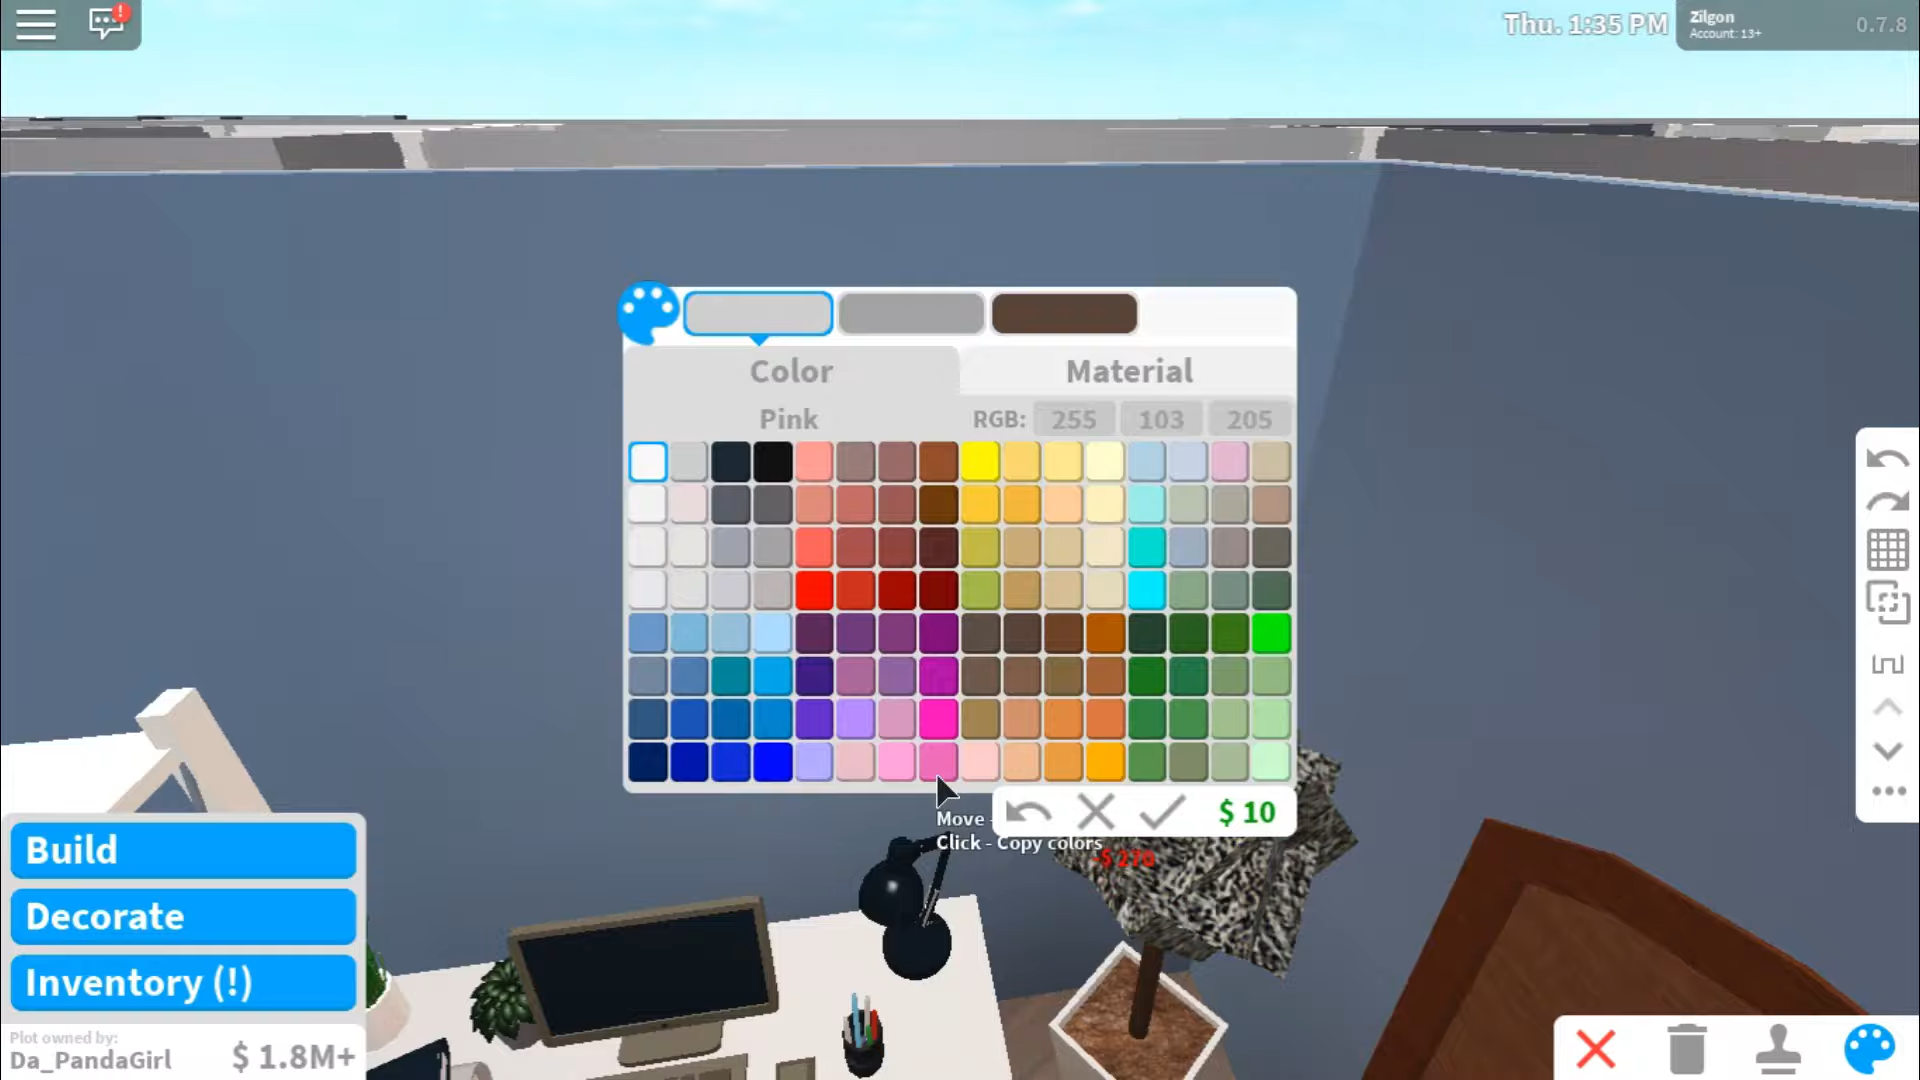 Thu. 1:35 PM
Zilgon
Account: 13+
0.7.8
Color
Material
Pink
RGB: 255 103 205
Move -
Click - Copy colors
$ 10
-$ 270
Build
Decorate
Inventory (!)
Plot owned by:
Da_PandaGirl
$ 1.8M+